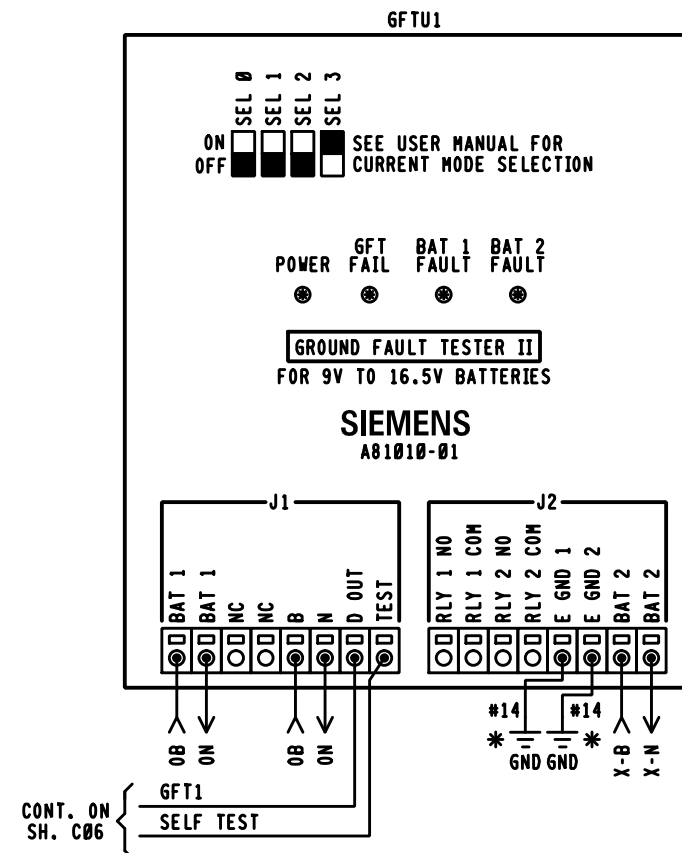 GFTU1
SEL 0
SEL 1
SEL 2
SEL 3
ON
OFF
SEE USER MANUAL FOR
CURRENT MODE SELECTION
POWER
GFT
FAIL
BAT 1
FAULT
BAT 2
FAULT
GROUND FAULT TESTER II
FOR 9V TO 16.5V BATTERIES
SIEMENS
A81010-01
J1
BAT 1
BAT 1
NC
NC
B
N
D OUT
TEST
J2
RLY 1 NO
RLY 1 COM
RLY 2 NO
RLY 2 COM
E GND 1
E GND 2
BAT 2
BAT 2
OB
ON
OB
ON
#14
#14
* GND
GND *
X-B
X-N
GFT1
SELF TEST
CONT. ON
SH. C06